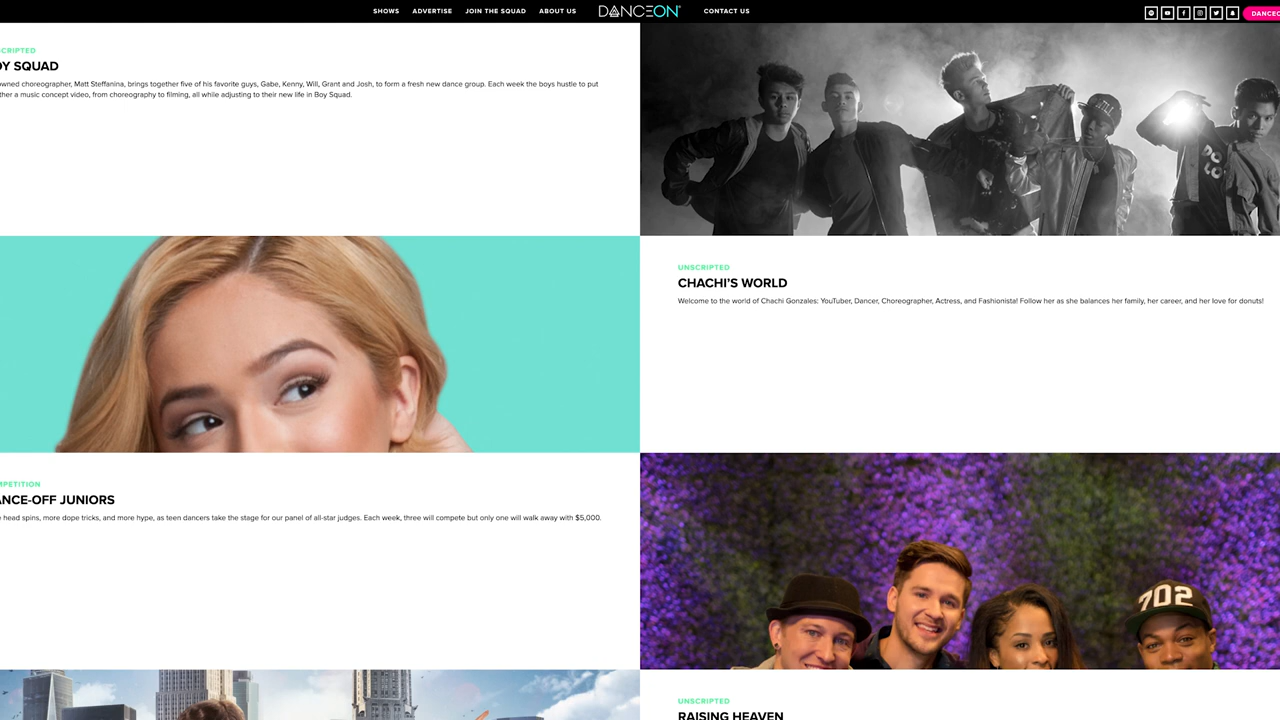 SHOWS ADVERTISE JOIN THE SQUAD ABOUT US DANCEON CONTACT US DANCEO
CRIPTED
OY SQUAD
owned choreographer, Matt Steffanina, brings together five of his favorite guys, Gabe, Kenny, Will, Grant and Josh, to form a fresh new dance group. Each week the boys hustle to put
ther a music concept video, from choreography to filming, all while adjusting to their new life in Boy Squad.
UNSCRIPTED
CHACHI'S WORLD
Welcome to the world of Chachi Gonzales: YouTuber, Dancer, Choreographer, Actress, and Fashionista! Follow her as she balances her family, her career, and her love for donuts!
MPETITION
ANCE-OFF JUNIORS
head spins, more dope tricks, and more hype, as teen dancers take the stage for our panel of all-star judges. Each week, three will compete but only one will walk away with $5,000.
702
UNSCRIPTED
RAISING HEAVEN